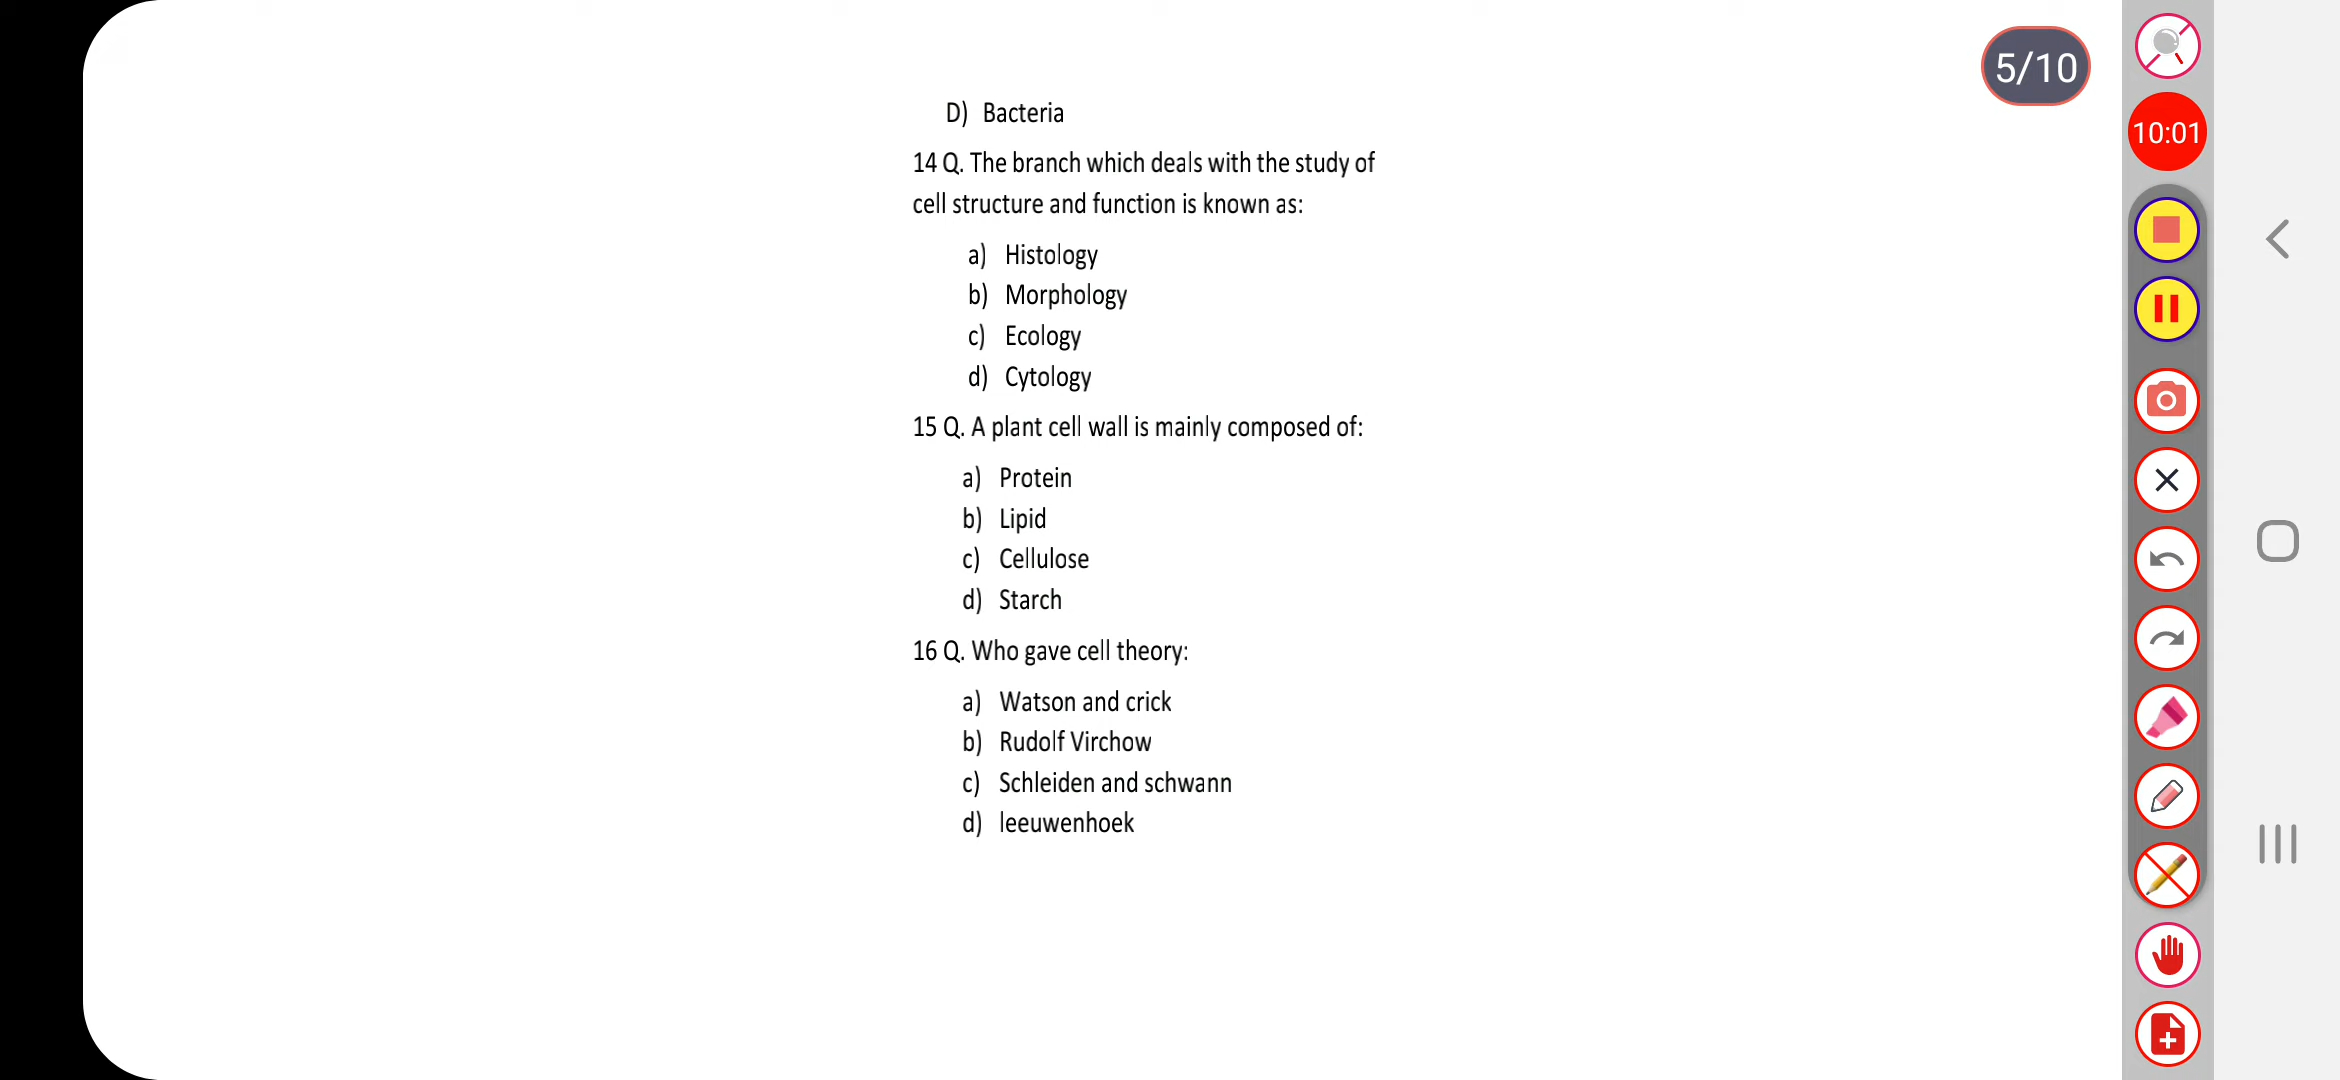 5/10
10:01
D) Bacteria
14 Q. The branch which deals with the study of
cell structure and function is known as:
a) Histology
b) Morphology
c) Ecology
d) Cytology
15 Q. A plant cell wall is mainly composed of:
a) Protein
b) Lipid
c) Cellulose
d) Starch
16 Q. Who gave cell theory:
a) Watson and crick
b) Rudolf Virchow
c) Schleiden and schwann
d) leeuwenhoek